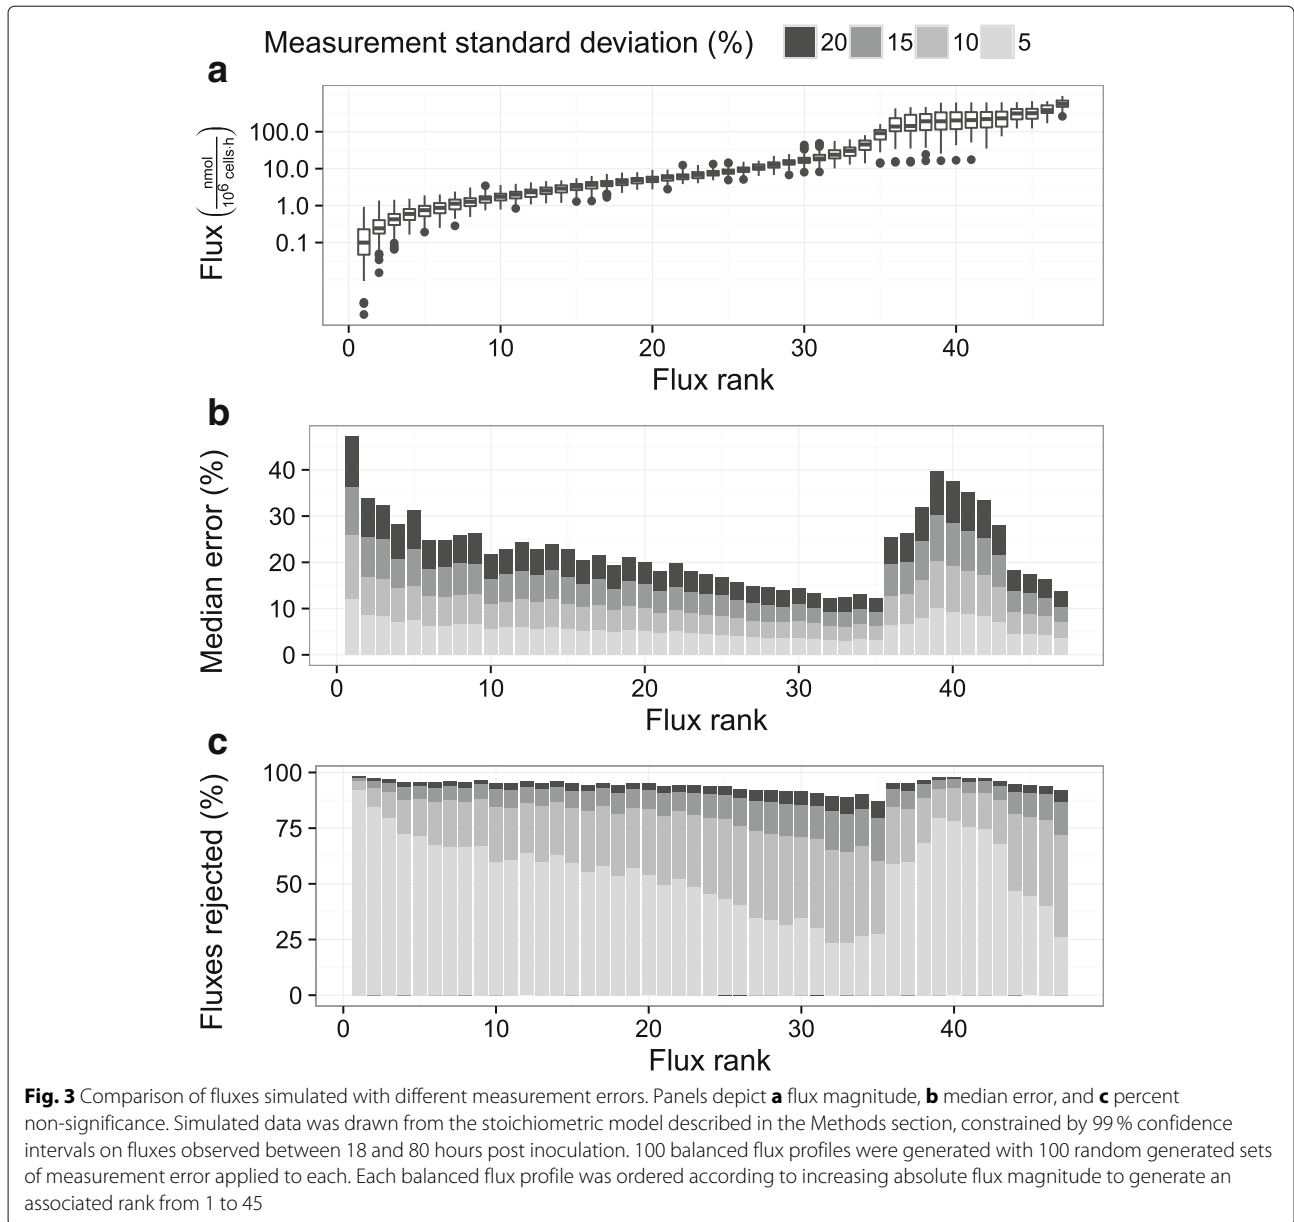 Measurement standard deviation (%) 20 15 10 5
a
Flux (nmol / 10⁶ cells·h)
100.0
10.0
1.0
0.1
0 10 20 30 40
Flux rank
b
Median error (%)
40
30
20
10
0
0 10 20 30 40
Flux rank
c
Fluxes rejected (%)
100
75
50
25
0
0 10 20 30 40
Flux rank
Fig. 3 Comparison of fluxes simulated with different measurement errors. Panels depict a flux magnitude, b median error, and c percent
non-significance. Simulated data was drawn from the stoichiometric model described in the Methods section, constrained by 99 % confidence
intervals on fluxes observed between 18 and 80 hours post inoculation. 100 balanced flux profiles were generated with 100 random generated sets
of measurement error applied to each. Each balanced flux profile was ordered according to increasing absolute flux magnitude to generate an
associated rank from 1 to 45